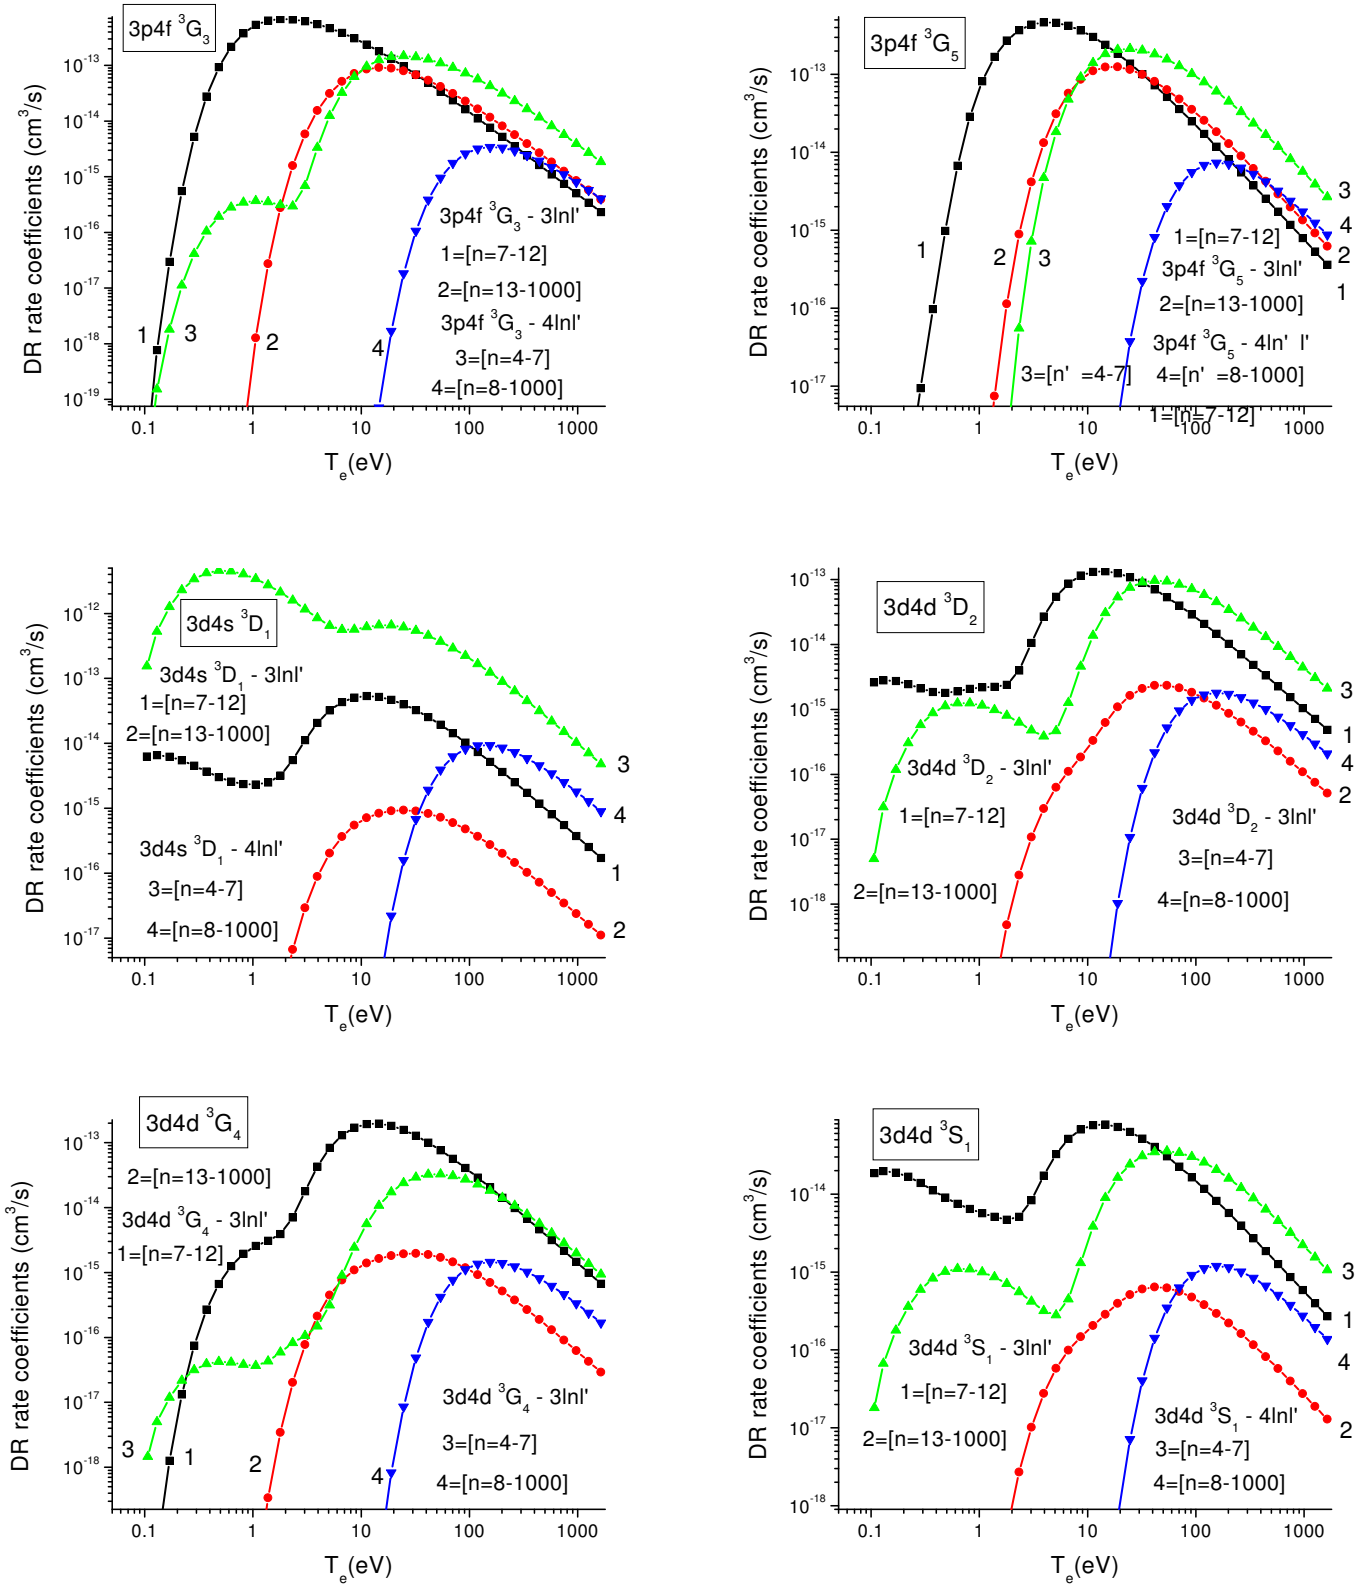 3p4f ³G₃
DR rate coefficients (cm³/s)
10⁻¹³
10⁻¹⁴
10⁻¹⁵
10⁻¹⁶
10⁻¹⁷
10⁻¹⁸
10⁻¹⁹
3p4f ³G₃ - 3lnl'
1=[n=7-12]
2=[n=13-1000]
3p4f ³G₃ - 4lnl'
3=[n=4-7]
4=[n=8-1000]
1
3
2
4
0.1 1 10 100 1000
Tₑ(eV)
3p4f ³G₅
DR rate coefficients (cm³/s)
10⁻¹³
10⁻¹⁴
10⁻¹⁵
10⁻¹⁶
10⁻¹⁷
1
2
3
1=[n=7-12]
3p4f ³G₅ - 3lnl'
2=[n=13-1000]
3p4f ³G₅ - 4ln' l'
3=[n' =4-7]
4=[n' =8-1000]
1=[n=7-12]
3
4
2
1
0.1 1 10 100 1000
Tₑ(eV)
DR rate coefficients (cm³/s)
10⁻¹²
10⁻¹³
10⁻¹⁴
10⁻¹⁵
10⁻¹⁶
10⁻¹⁷
3d4s ³D₁
3d4s ³D₁ - 3lnl'
1=[n=7-12]
2=[n=13-1000]
3d4s ³D₁ - 4lnl'
3=[n=4-7]
4=[n=8-1000]
3
4
1
2
0.1 1 10 100 1000
Tₑ(eV)
3d4d ³D₂
DR rate coefficients (cm³/s)
10⁻¹³
10⁻¹⁴
10⁻¹⁵
10⁻¹⁶
10⁻¹⁷
10⁻¹⁸
3d4d ³D₂ - 3lnl'
1=[n=7-12]
2=[n=13-1000]
3d4d ³D₂ - 3lnl'
3=[n=4-7]
4=[n=8-1000]
3
1
4
2
0.1 1 10 100 1000
Tₑ(eV)
3d4d ³G₄
DR rate coefficients (cm³/s)
10⁻¹³
10⁻¹⁴
10⁻¹⁵
10⁻¹⁶
10⁻¹⁷
10⁻¹⁸
2=[n=13-1000]
3d4d ³G₄ - 3lnl'
1=[n=7-12]
3d4d ³G₄ - 3lnl'
3=[n=4-7]
4=[n=8-1000]
3
1
2
4
0.1 1 10 100 1000
Tₑ(eV)
3d4d ³S₁
DR rate coefficients (cm³/s)
10⁻¹⁴
10⁻¹⁵
10⁻¹⁶
10⁻¹⁷
10⁻¹⁸
3d4d ³S₁ - 3lnl'
1=[n=7-12]
2=[n=13-1000]
3d4d ³S₁ - 4lnl'
3=[n=4-7]
4=[n=8-1000]
3
1
4
2
0.1 1 10 100 1000
Tₑ(eV)